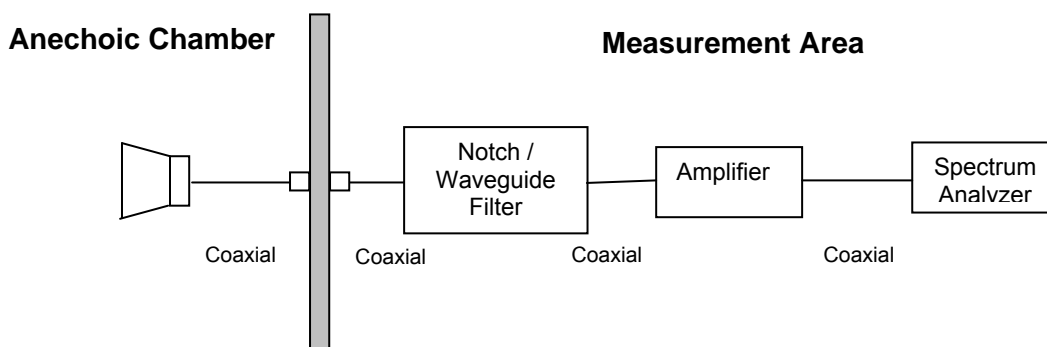 Anechoic Chamber
Measurement Area
Notch /
Waveguide
Filter
Amplifier
Spectrum
Analyzer
Coaxial
Coaxial
Coaxial
Coaxial